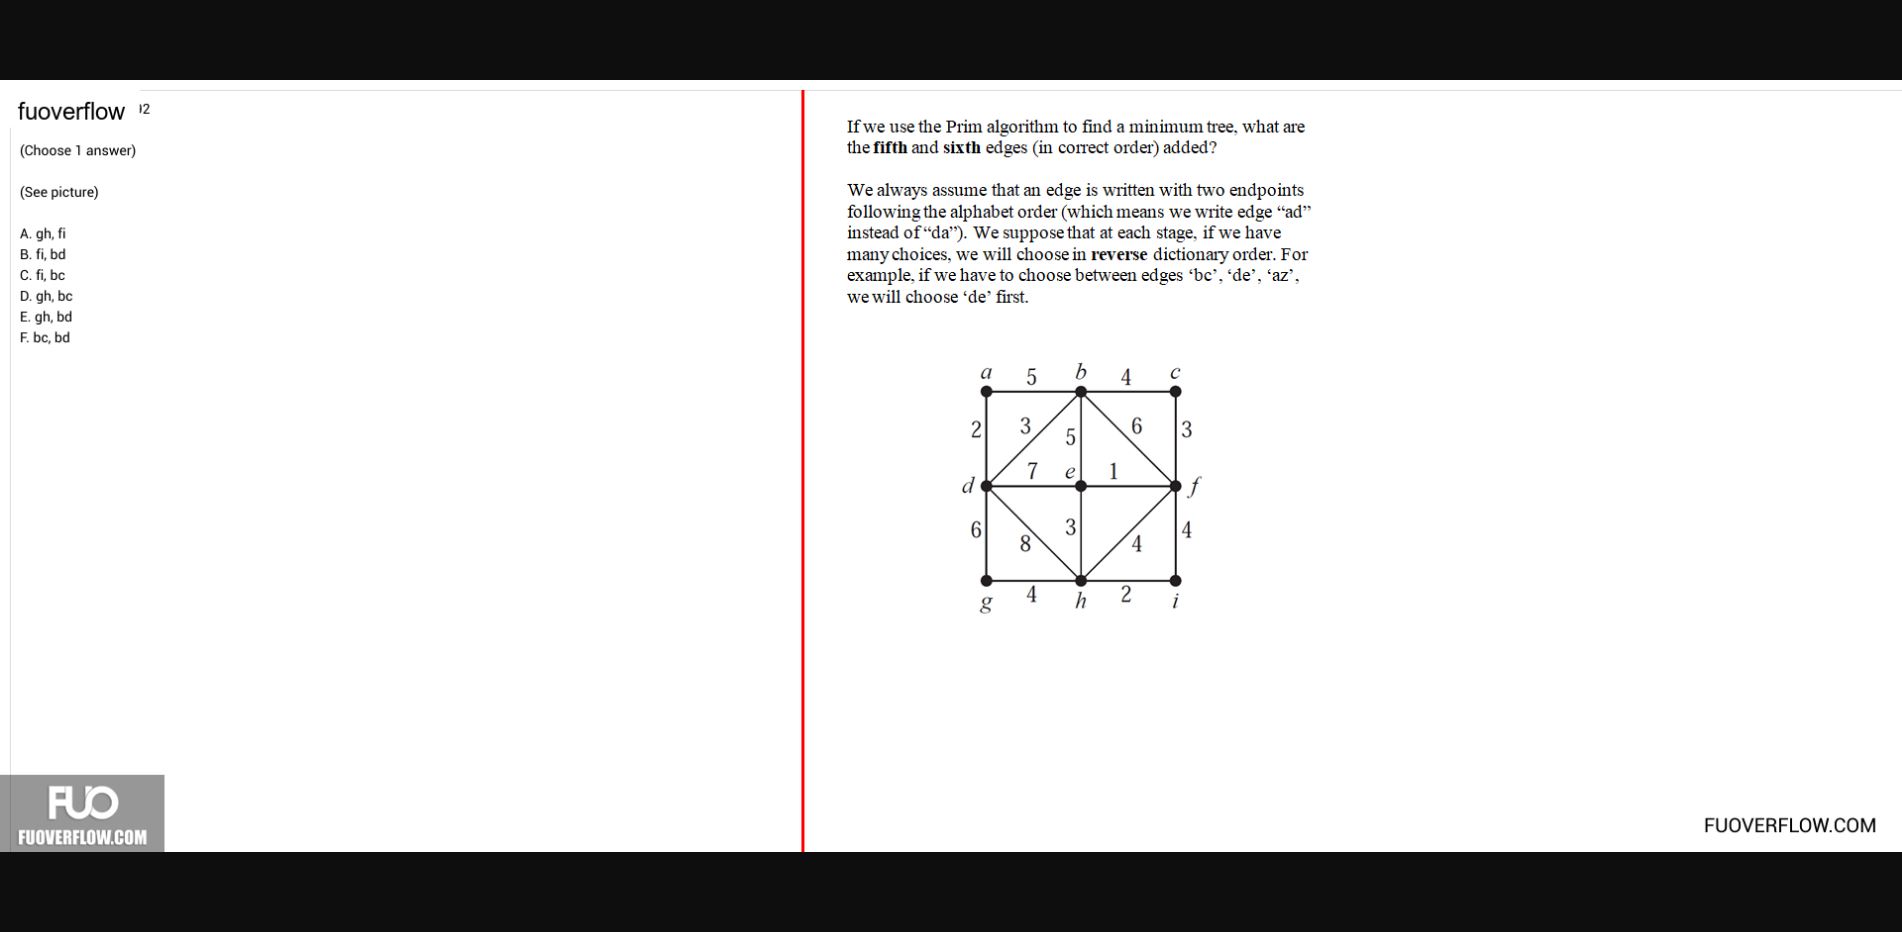 fuoverflow
(Choose 1 answer)
(See picture)
A. gh, fi
B. fi, bd
C. fi, bc
D. gh, bc
E. gh, bd
F. bc, bd
If we use the Prim algorithm to find a minimum tree, what are
the fifth and sixth edges (in correct order) added?
We always assume that an edge is written with two endpoints
following the alphabet order (which means we write edge “ad”
instead of “da”). We suppose that at each stage, if we have
many choices, we will choose in reverse dictionary order. For
example, if we have to choose between edges ‘bc’, ‘de’, ‘az’,
we will choose ‘de’ first.
a 5 b 4 c
2 3 5 6 3
7 e 1
d f
6 8 3 4 4
g 4 h 2 i
FUO
FUOVERFLOW.COM
FUOVERFLOW.COM